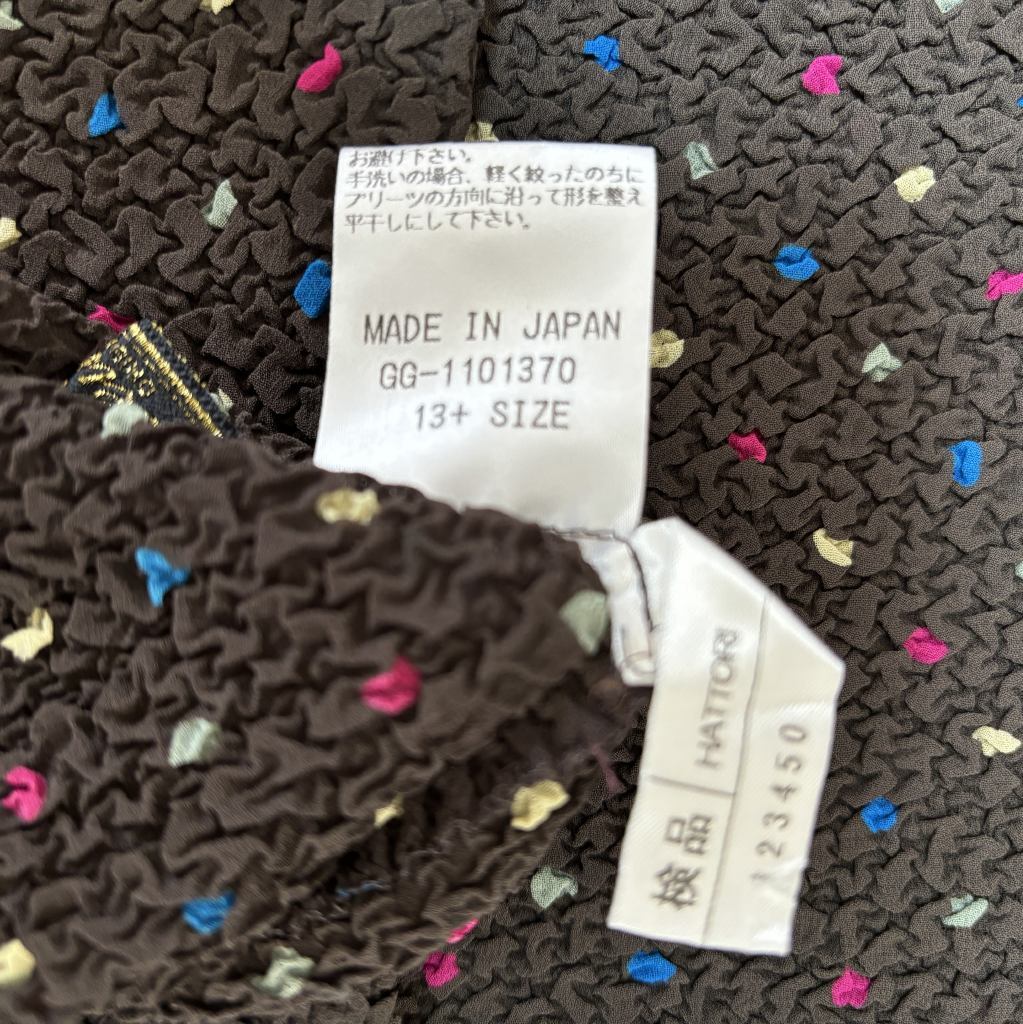 お避け下さい。
手洗いの場合、軽く絞ったのちに
プリーツの方向に沿って形を整え
平干しにして下さい。
MADE IN JAPAN
GG-1101370
13+ SIZE
検品 HATTORI
123450